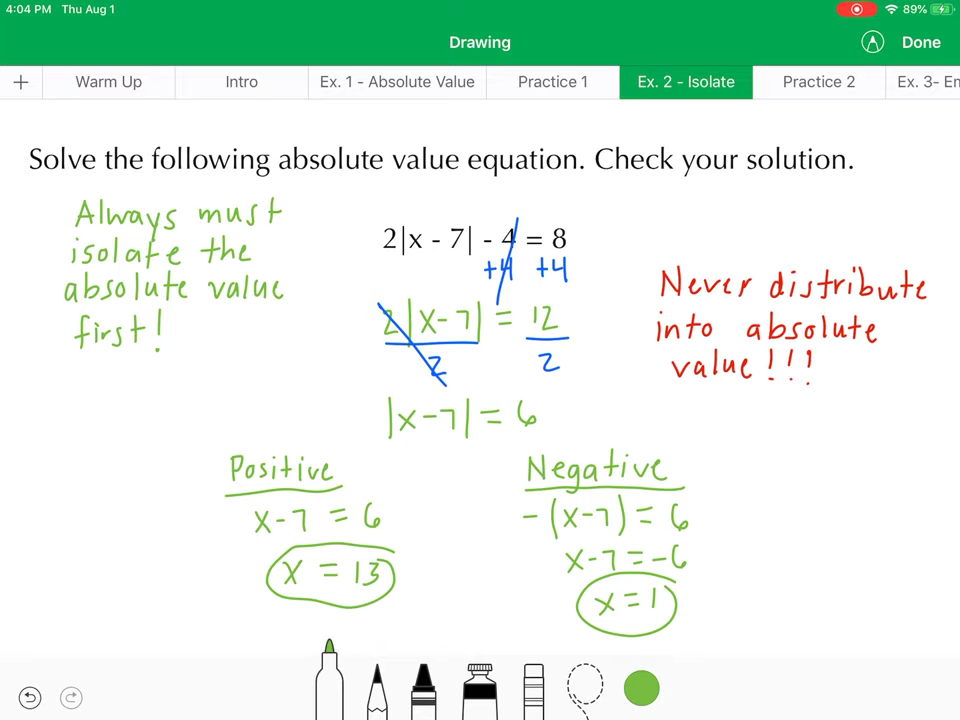 4:04 PM Thu Aug 1 89%
Drawing Done
+ Warm Up Intro Ex. 1 - Absolute Value Practice 1 Ex. 2 - Isolate Practice 2 Ex. 3- Em
Solve the following absolute value equation. Check your solution.
Always must
isolate the
absolute value
first!
2|x - 7| - 4 = 8
+4 +4
2|x-7| = 12
2 2
|x-7| = 6
Never distribute
into absolute
value!!!
Positive
x-7 = 6
x = 13
Negative
-(x-7) = 6
x-7 = -6
x = 1